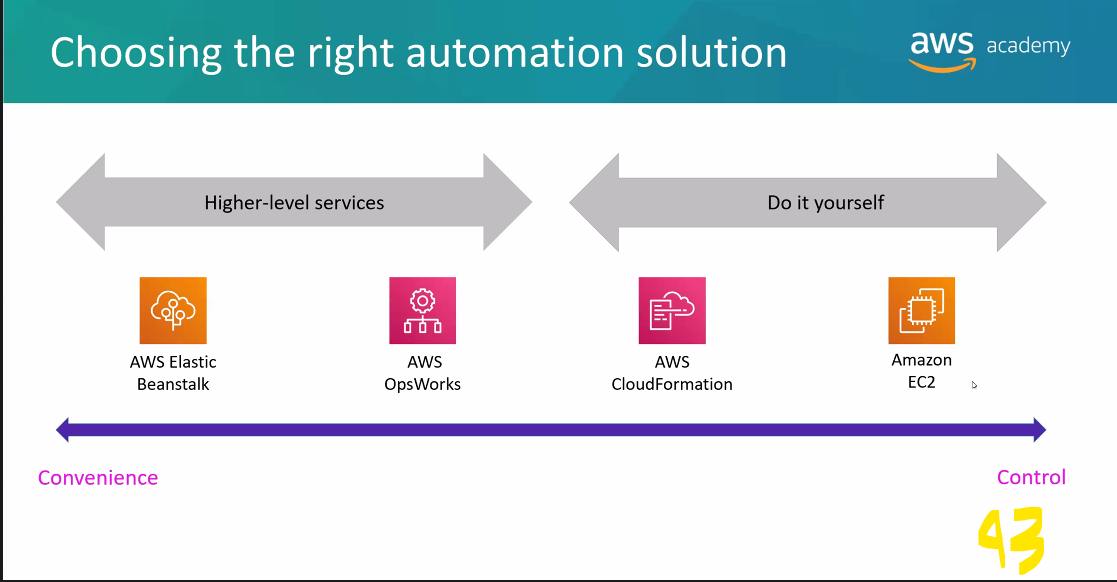 Choosing the right automation solution
aws academy
Higher-level services
Do it yourself
AWS Elastic
Beanstalk
AWS
OpsWorks
AWS
CloudFormation
Amazon
EC2
Convenience
Control
43